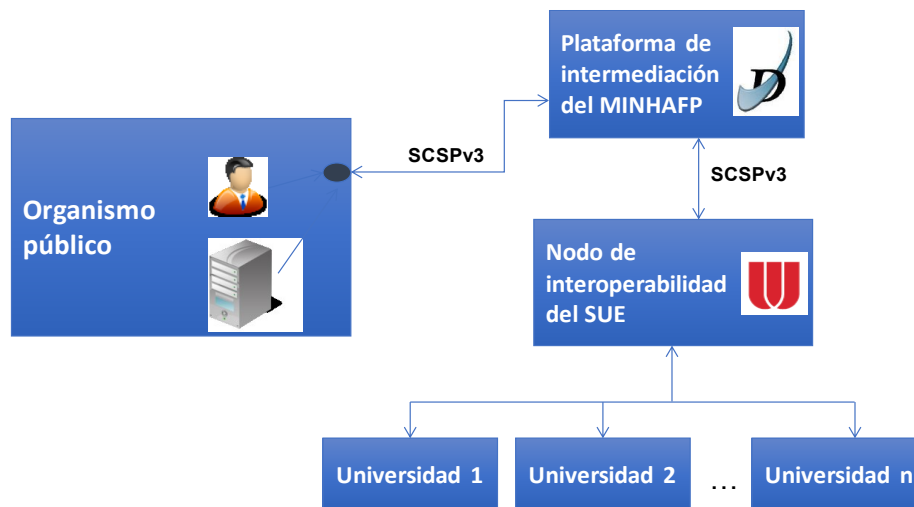 Plataforma de
intermediación
del MINHAFP
D
SCSPv3
Organismo
público
SCSPv3
Nodo de
interoperabilidad
del SUE
Universidad 1
Universidad 2
...
Universidad n